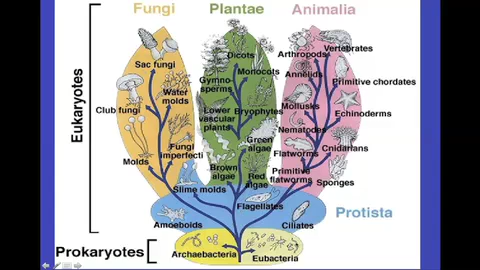 Fungi
Plantae
Animalia
Eukaryotes
Sac fungi
Water
molds
Club fungi
Fungi
Imperfecti
Molds
Slime molds
Dicots
Monocots
Gymno-
sperms
Lower
vascular
plants
Bryophytes
Green
algae
Brown
algae
Red
algae
Arthropods
Vertebrates
Annelids
Primitive chordates
Mollusks
Echinoderms
Nematodes
Cnidarians
Flatworms
Primitive
flatworms
Sponges
Flagellates
Protista
Amoeboids
Ciliates
Prokaryotes
Archaebacteria
Eubacteria